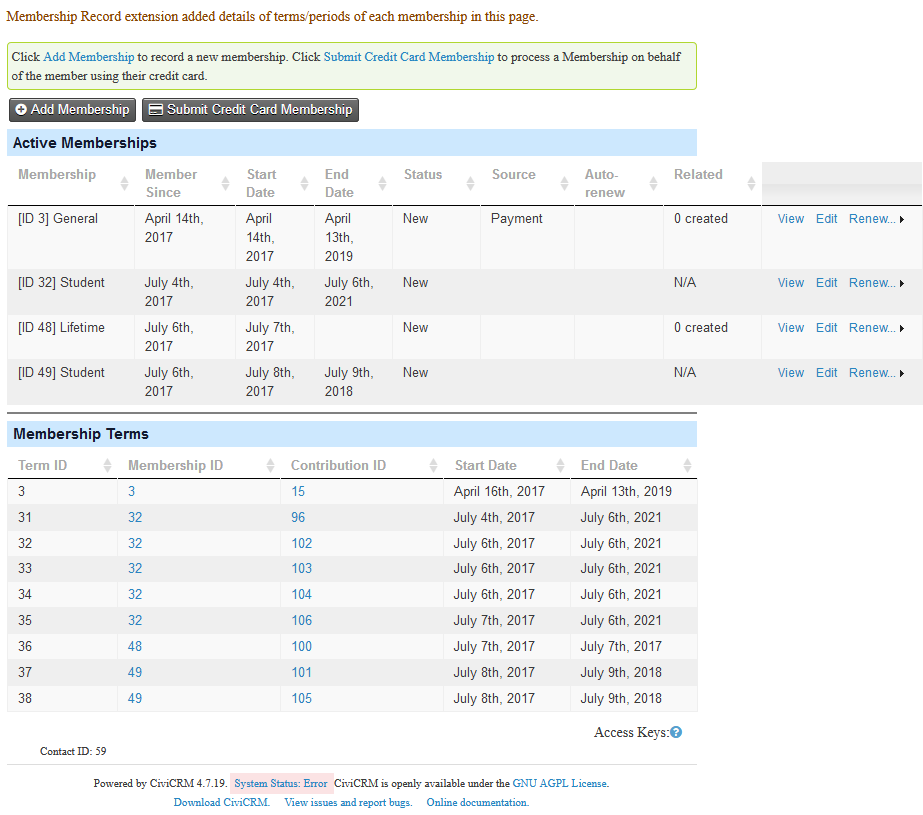 Membership Record extension added details of terms/periods of each membership in this page.
Click Add Membership to record a new membership. Click Submit Credit Card Membership to process a Membership on behalf
of the member using their credit card.
Add Membership Submit Credit Card Membership
Active Memberships
Membership Member Since Start Date End Date Status Source Auto-renew Related
[ID 3] General April 14th, 2017 April 14th, 2017 April 13th, 2019 New Payment 0 created View Edit Renew...
[ID 32] Student July 4th, 2017 July 4th, 2017 July 6th, 2021 New N/A View Edit Renew...
[ID 48] Lifetime July 6th, 2017 July 7th, 2017 New 0 created View Edit Renew...
[ID 49] Student July 6th, 2017 July 8th, 2017 July 9th, 2018 New N/A View Edit Renew...
Membership Terms
Term ID Membership ID Contribution ID Start Date End Date
3 3 15 April 16th, 2017 April 13th, 2019
31 32 96 July 4th, 2017 July 6th, 2021
32 32 102 July 6th, 2017 July 6th, 2021
33 32 103 July 6th, 2017 July 6th, 2021
34 32 104 July 6th, 2017 July 6th, 2021
35 32 106 July 7th, 2017 July 6th, 2021
36 48 100 July 7th, 2017 July 7th, 2017
37 49 101 July 8th, 2017 July 9th, 2018
38 49 105 July 8th, 2017 July 9th, 2018
Access Keys:?
Contact ID: 59
Powered by CiviCRM 4.7.19. System Status: Error CiviCRM is openly available under the GNU AGPL License.
Download CiviCRM. View issues and report bugs. Online documentation.